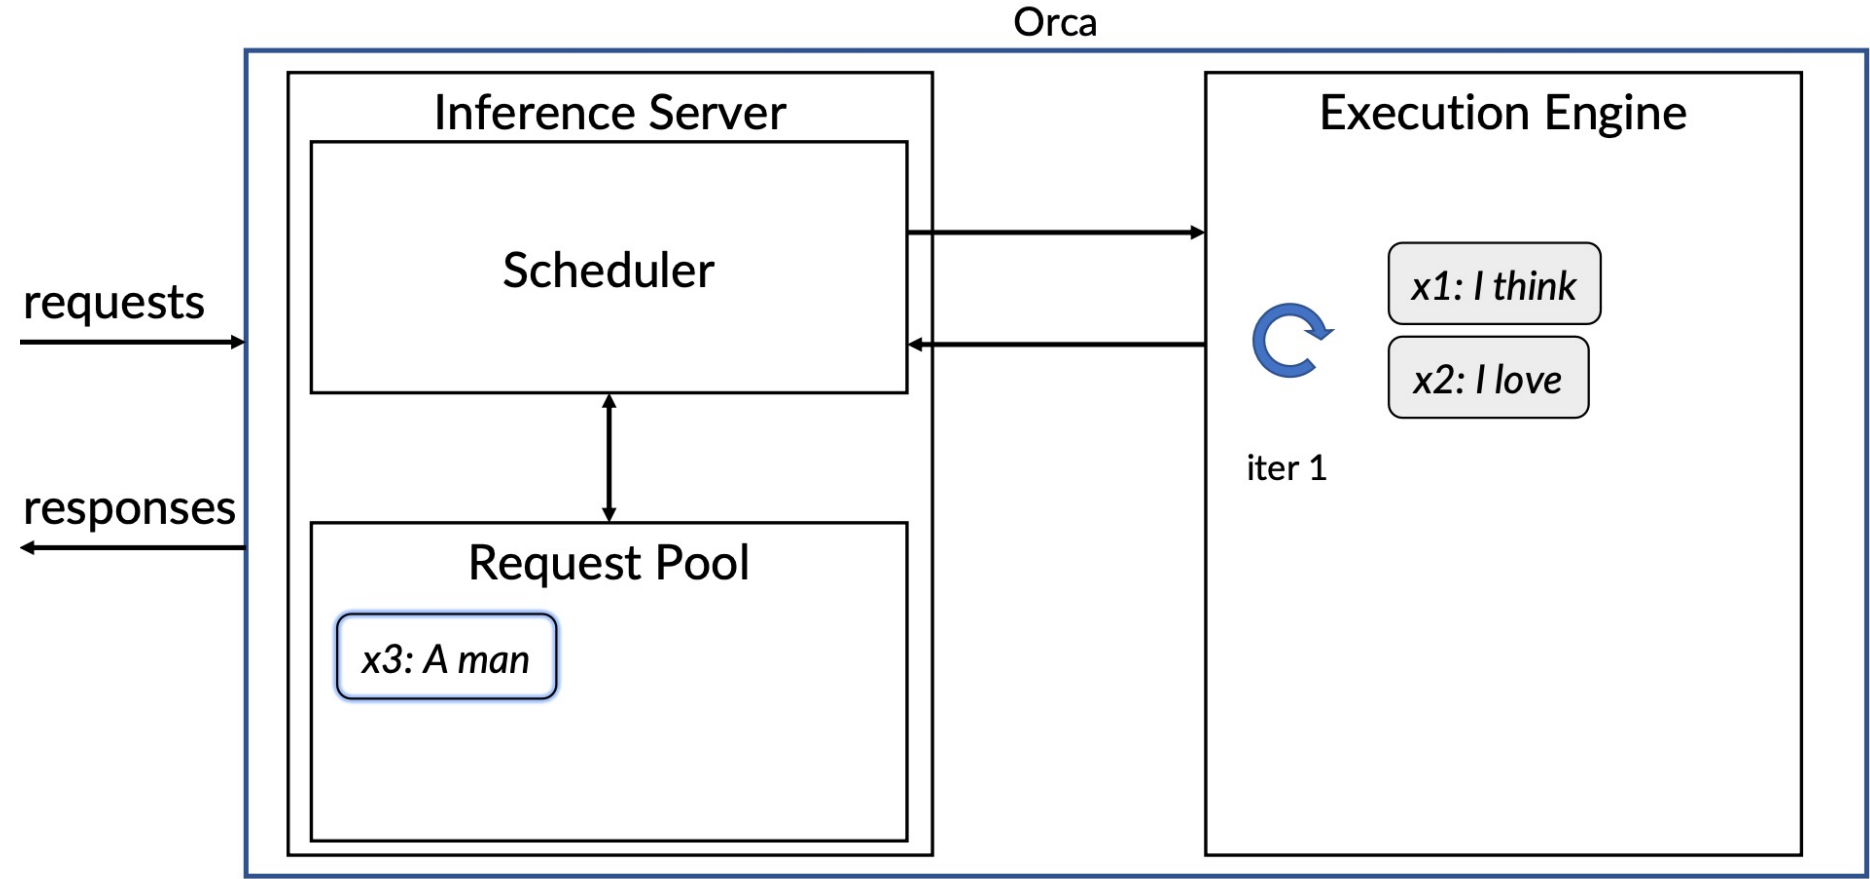 Orca
Inference Server
Scheduler
Request Pool
x3: A man
requests
responses
Execution Engine
x1: I think
x2: I love
iter 1